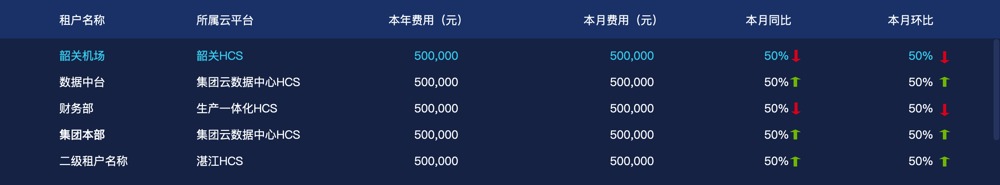 租户名称 所属云平台 本年费用（元） 本月费用（元） 本月同比 本月环比
韶关机场 韶关HCS 500,000 500,000 50% 50%
数据中台 集团云数据中心HCS 500,000 500,000 50% 50%
财务部 生产一体化HCS 500,000 500,000 50% 50%
集团本部 集团云数据中心HCS 500,000 500,000 50% 50%
二级租户名称 湛江HCS 500,000 500,000 50% 50%